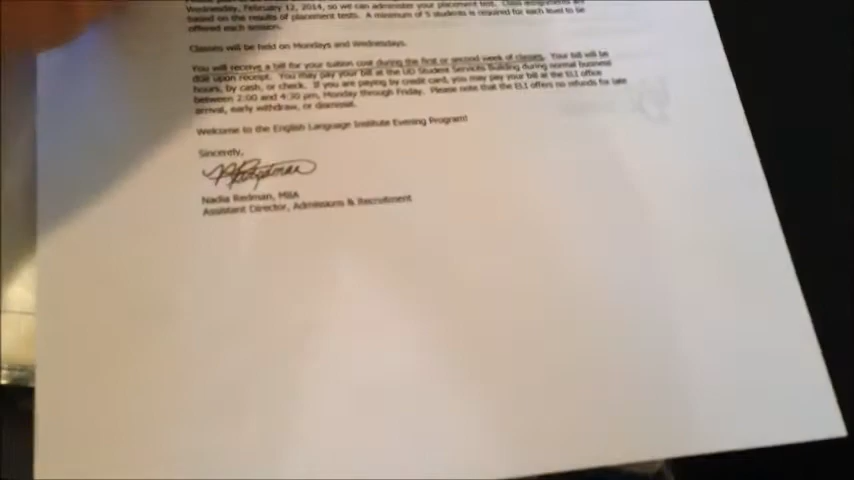 Wednesday, February 12, 2014, so we can administer your placement test. Class assignments are
based on the results of placement tests. A minimum of 5 students is required for each level to be
offered each session.
Classes will be held on Mondays and Wednesdays.
You will receive a bill for your tuition cost during the first or second week of classes. Your bill will be
due upon receipt. You may pay your bill at the UD Student Services Building during normal business
hours, by cash, or check. If you are paying by credit card, you may pay your bill at the ELI office
between 2:00 and 4:30 pm, Monday through Friday. Please note that the ELI offers no refunds for late
arrival, early withdraw, or dismissal.
Welcome to the English Language Institute Evening Program!
Sincerely,
Nadia Redman, MBA
Assistant Director, Admissions & Recruitment